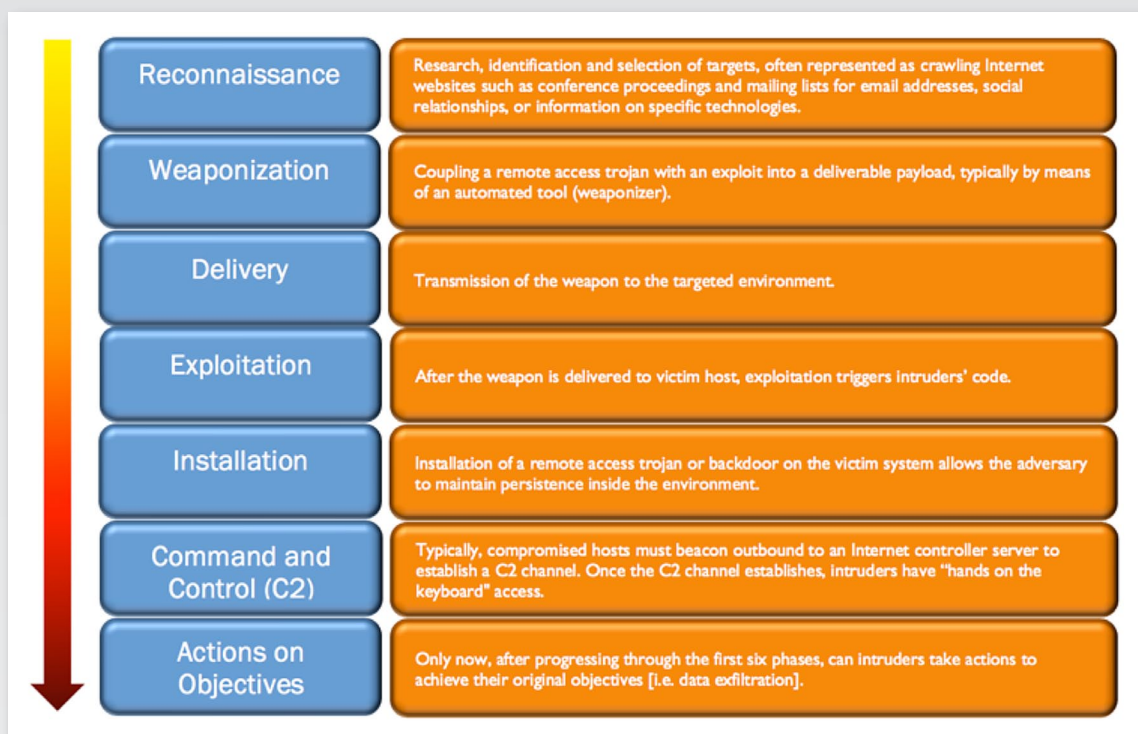 Reconnaissance
Research, identification and selection of targets, often represented as crawling Internet
websites such as conference proceedings and mailing lists for email addresses, social
relationships, or information on specific technologies.
Weaponization
Coupling a remote access trojan with an exploit into a deliverable payload, typically by means
of an automated tool (weaponizer).
Delivery
Transmission of the weapon to the targeted environment.
Exploitation
After the weapon is delivered to victim host, exploitation triggers intruders' code.
Installation
Installation of a remote access trojan or backdoor on the victim system allows the adversary
to maintain persistence inside the environment.
Command and
Control (C2)
Typically, compromised hosts must beacon outbound to an Internet controller server to
establish a C2 channel. Once the C2 channel establishes, intruders have "hands on the
keyboard" access.
Actions on
Objectives
Only now, after progressing through the first six phases, can intruders take actions to
achieve their original objectives [i.e. data exfiltration].